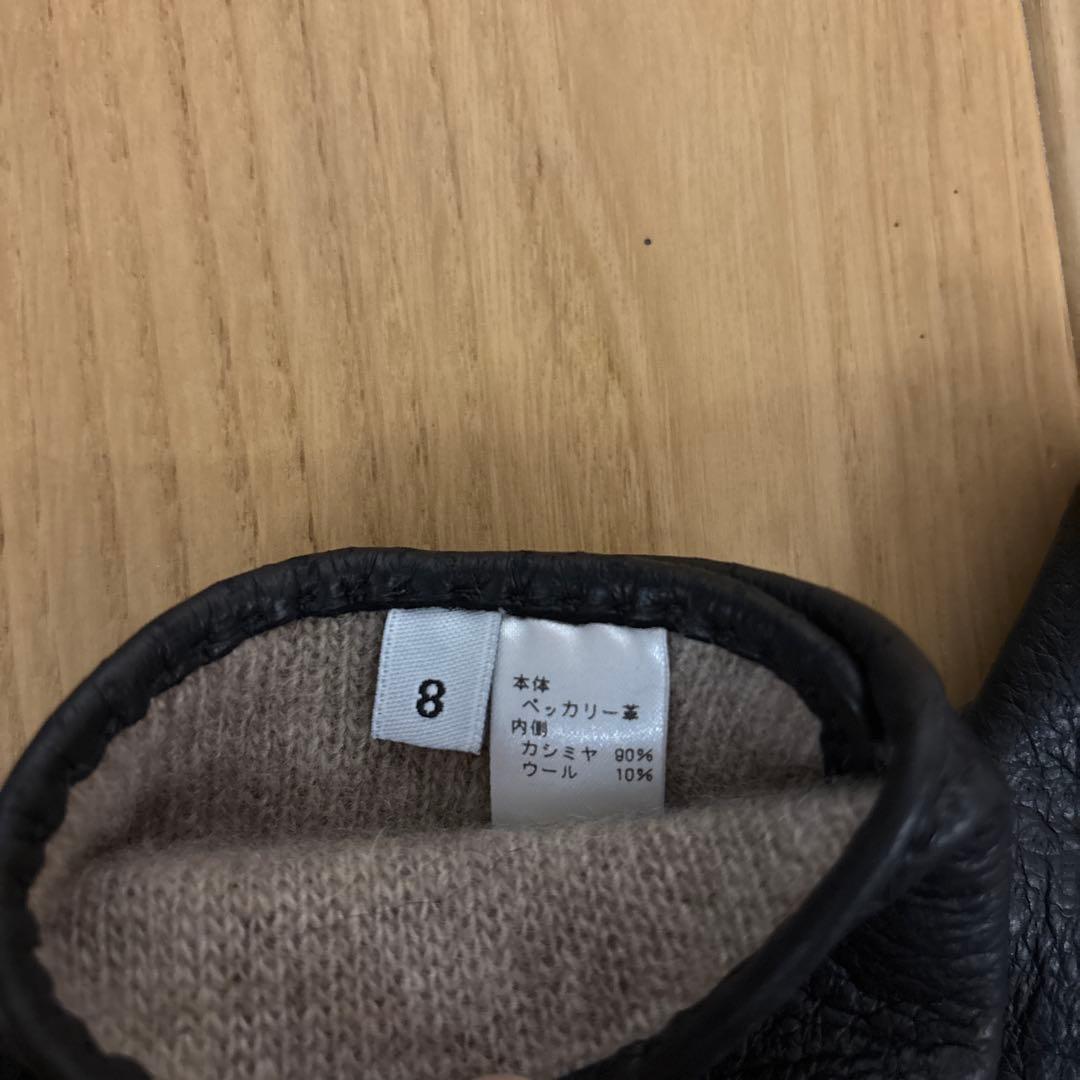 8
本体
ペッカリー革
内側
カシミヤ 90%
ウール 10%